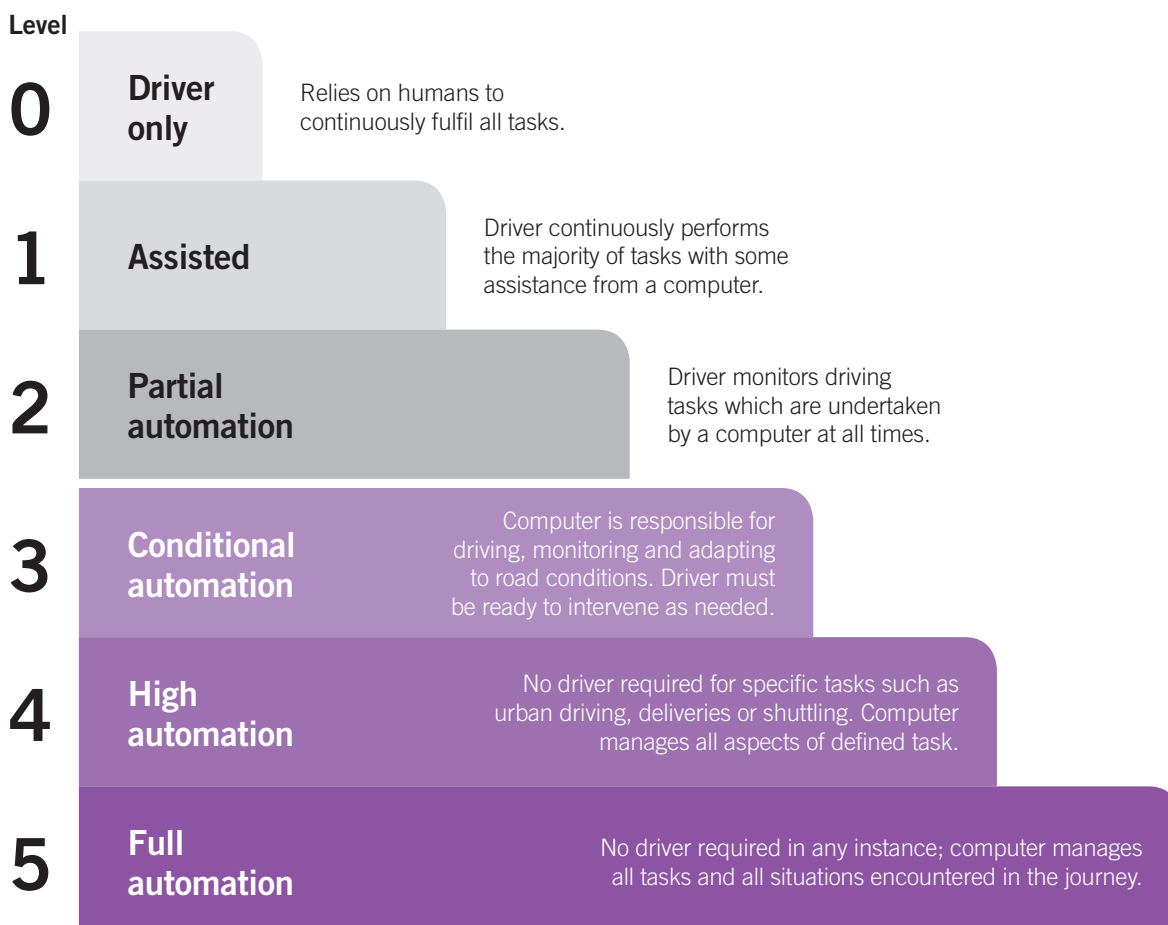 Level
0
Driver
only
Relies on humans to
continuously fulfil all tasks.
1
Assisted
Driver continuously performs
the majority of tasks with some
assistance from a computer.
2
Partial
automation
Driver monitors driving
tasks which are undertaken
by a computer at all times.
3
Conditional
automation
Computer is responsible for
driving, monitoring and adapting
to road conditions. Driver must
be ready to intervene as needed.
4
High
automation
No driver required for specific tasks such as
urban driving, deliveries or shuttling. Computer
manages all aspects of defined task.
5
Full
automation
No driver required in any instance; computer manages
all tasks and all situations encountered in the journey.